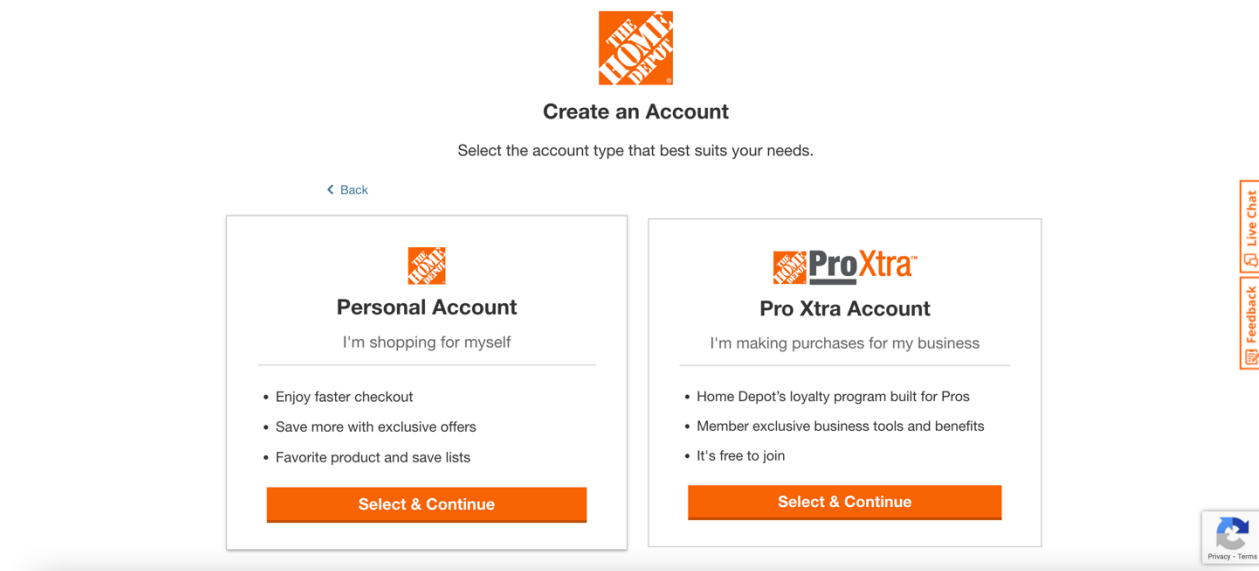 THE HOME DEPOT
Create an Account
Select the account type that best suits your needs.
Back
THE HOME DEPOT
Personal Account
I'm shopping for myself
• Enjoy faster checkout
• Save more with exclusive offers
• Favorite product and save lists
Select & Continue
THE HOME DEPOT ProXtra™
Pro Xtra Account
I'm making purchases for my business
• Home Depot’s loyalty program built for Pros
• Member exclusive business tools and benefits
• It's free to join
Select & Continue
Live Chat
Feedback
Privacy - Terms